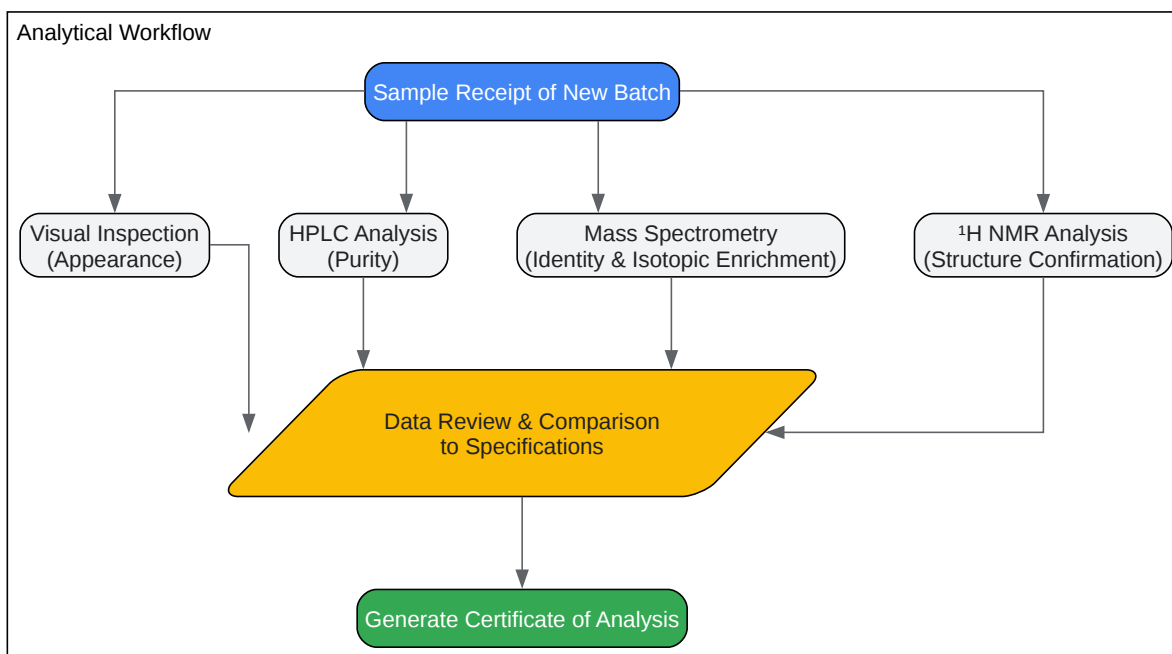 Analytical Workflow
Sample Receipt of New Batch
Visual Inspection
(Appearance)
HPLC Analysis
(Purity)
Mass Spectrometry
(Identity & Isotopic Enrichment)
¹H NMR Analysis
(Structure Confirmation)
Data Review & Comparison
to Specifications
Generate Certificate of Analysis